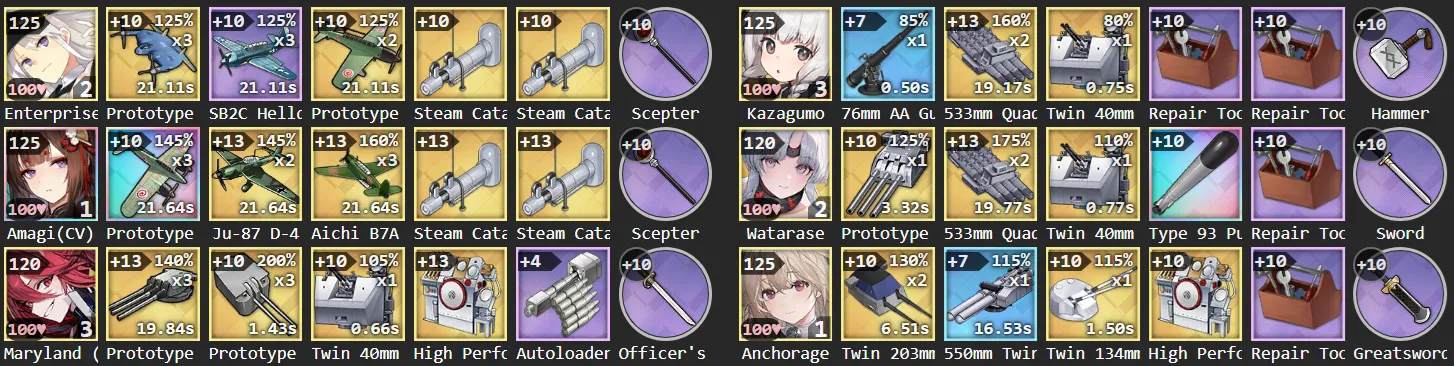 125 +10 125% +10 125% +10 125% +10 +10 +10 125 +7 85% +13 160% 80% +10 +10 +10
x3 x3 x2 x1 x2 x1
100♥ 2 21.11s 21.11s 21.11s 100♥ 3 0.50s 19.17s 0.75s
Enterprise Prototype SB2C Hellc Prototype Steam Cata Steam Cata Scepter Kazagumo 76mm AA Gu 533mm Quad Twin 40mm Repair Too Repair Too Hammer
125 +10 145% +13 145% +13 160% +13 +13 +10 120 +10 125% +13 175% 110% +10 +10 +10
x3 x2 x3 x1 x2 x1
100♥ 1 21.64s 21.64s 21.64s 100♥ 2 3.32s 19.77s 0.77s
Amagi(CV) Prototype Ju-87 D-4 Aichi B7A Steam Cata Steam Cata Scepter Watarase Prototype 533mm Quad Twin 40mm Type 93 Pu Repair Too Sword
120 +13 140% +10 200% +10 105% +13 +4 +10 125 +10 130% +7 115% +10 115% +10 +10 +10
x3 x3 x1 x2 x1 x1
100♥ 3 19.84s 1.43s 0.66s 100♥ 1 6.51s 16.53s 1.50s
Maryland ( Prototype Prototype Twin 40mm High Perfo Autoloader Officer's Anchorage Twin 203mm 550mm Twin Twin 134mm High Perfo Repair Too Greatsword